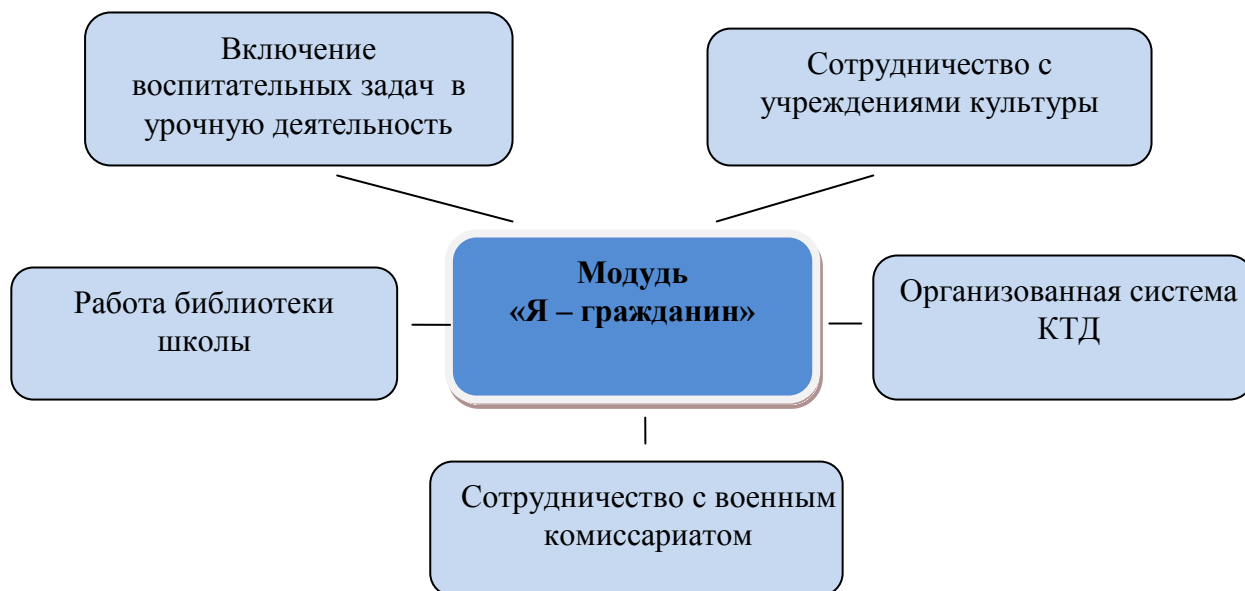 Включение
воспитательных задач в
урочную деятельность
Сотрудничество с
учреждениями культуры
Модудь
«Я – гражданин»
Работа библиотеки
школы
Организованная система
КТД
Сотрудничество с военным
комиссариатом